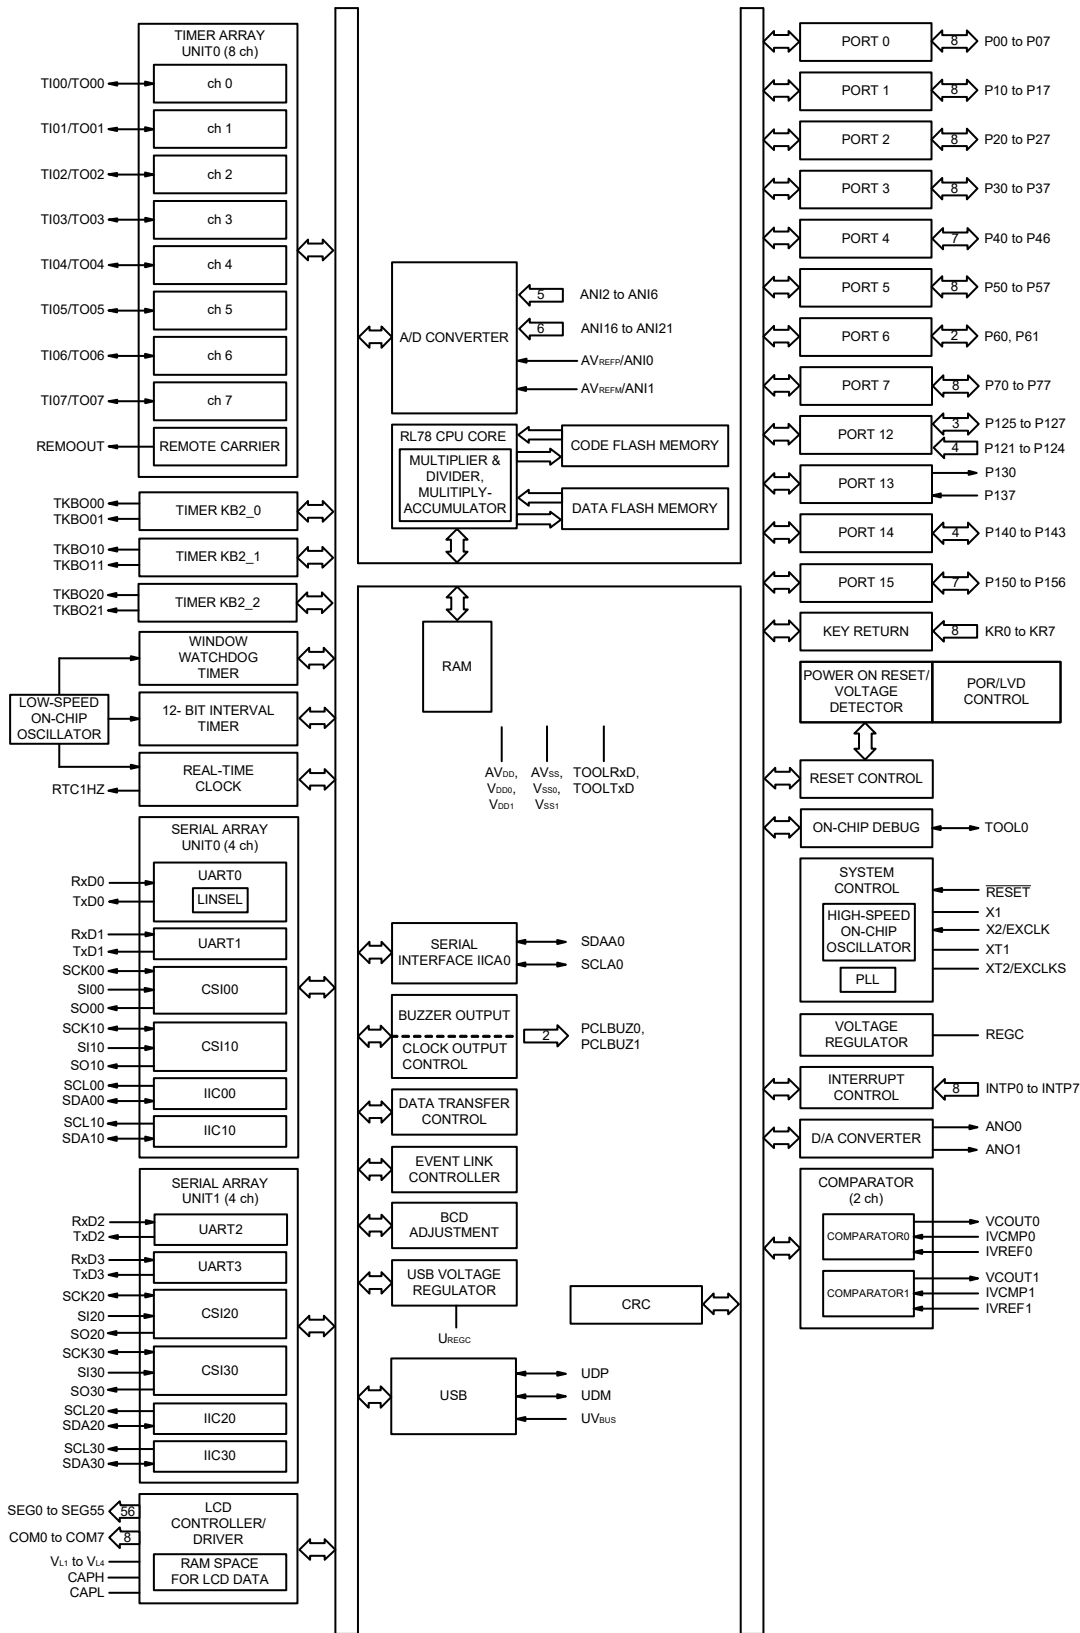 TIMER ARRAY
UNIT0 (8 ch)
TI00/TO00
ch 0
TI01/TO01
ch 1
TI02/TO02
ch 2
TI03/TO03
ch 3
TI04/TO04
ch 4
TI05/TO05
ch 5
TI06/TO06
ch 6
TI07/TO07
ch 7
REMOOUT
REMOTE CARRIER
TKBO00
TKBO01
TIMER KB2_0
TKBO10
TKBO11
TIMER KB2_1
TKBO20
TKBO21
TIMER KB2_2
WINDOW
WATCHDOG
TIMER
LOW-SPEED
ON-CHIP
OSCILLATOR
12- BIT INTERVAL
TIMER
REAL-TIME
CLOCK
RTC1HZ
SERIAL ARRAY
UNIT0 (4 ch)
RxD0
TxD0
UART0
LINSEL
RxD1
TxD1
UART1
SCK00
SI00
SO00
CSI00
SCK10
SI10
SO10
CSI10
SCL00
SDA00
IIC00
SCL10
SDA10
IIC10
SERIAL ARRAY
UNIT1 (4 ch)
RxD2
TxD2
UART2
RxD3
TxD3
UART3
SCK20
SI20
SO20
CSI20
SCK30
SI30
SO30
CSI30
SCL20
SDA20
IIC20
SCL30
SDA30
IIC30
SEG0 to SEG55
56
COM0 to COM7
8
VL1 to VL4
CAPH
CAPL
LCD
CONTROLLER/
DRIVER
RAM SPACE
FOR LCD DATA
A/D CONVERTER
5
ANI2 to ANI6
6
ANI16 to ANI21
AVREFP/ANI0
AVREFM/ANI1
RL78 CPU CORE
MULTIPLIER &
DIVIDER,
MULITIPLY-
ACCUMULATOR
CODE FLASH MEMORY
DATA FLASH MEMORY
RAM
AVDD,
VDD0,
VDD1
AVSS,
VSS0,
VSS1
TOOLRxD,
TOOLTxD
SERIAL
INTERFACE IICA0
SDAA0
SCLA0
BUZZER OUTPUT
CLOCK OUTPUT
CONTROL
2
PCLBUZ0,
PCLBUZ1
DATA TRANSFER
CONTROL
EVENT LINK
CONTROLLER
BCD
ADJUSTMENT
USB VOLTAGE
REGULATOR
UREGC
CRC
USB
UDP
UDM
UVBUS
PORT 0
8
P00 to P07
PORT 1
8
P10 to P17
PORT 2
8
P20 to P27
PORT 3
8
P30 to P37
PORT 4
7
P40 to P46
PORT 5
8
P50 to P57
PORT 6
2
P60, P61
PORT 7
8
P70 to P77
PORT 12
3
P125 to P127
4
P121 to P124
PORT 13
P130
P137
PORT 14
4
P140 to P143
PORT 15
7
P150 to P156
KEY RETURN
8
KR0 to KR7
POWER ON RESET/
VOLTAGE
DETECTOR
POR/LVD
CONTROL
RESET CONTROL
ON-CHIP DEBUG
TOOL0
SYSTEM
CONTROL
HIGH-SPEED
ON-CHIP
OSCILLATOR
PLL
RESET
X1
X2/EXCLK
XT1
XT2/EXCLKS
VOLTAGE
REGULATOR
REGC
INTERRUPT
CONTROL
8
INTP0 to INTP7
D/A CONVERTER
ANO0
ANO1
COMPARATOR
(2 ch)
COMPARATOR0
VCOUT0
IVCMP0
IVREF0
COMPARATOR1
VCOUT1
IVCMP1
IVREF1